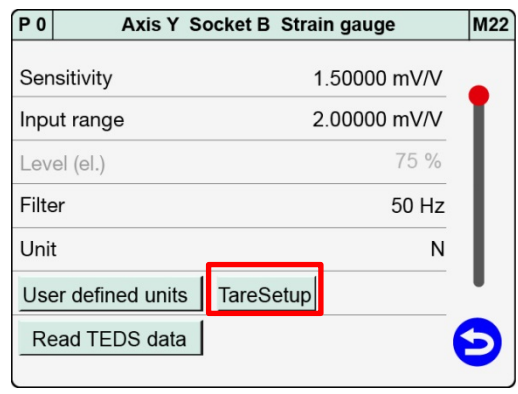 P 0 Axis Y Socket B Strain gauge M22
Sensitivity 1.50000 mV/V
Input range 2.00000 mV/V
Level (el.) 75 %
Filter 50 Hz
Unit N
User defined units TareSetup
Read TEDS data